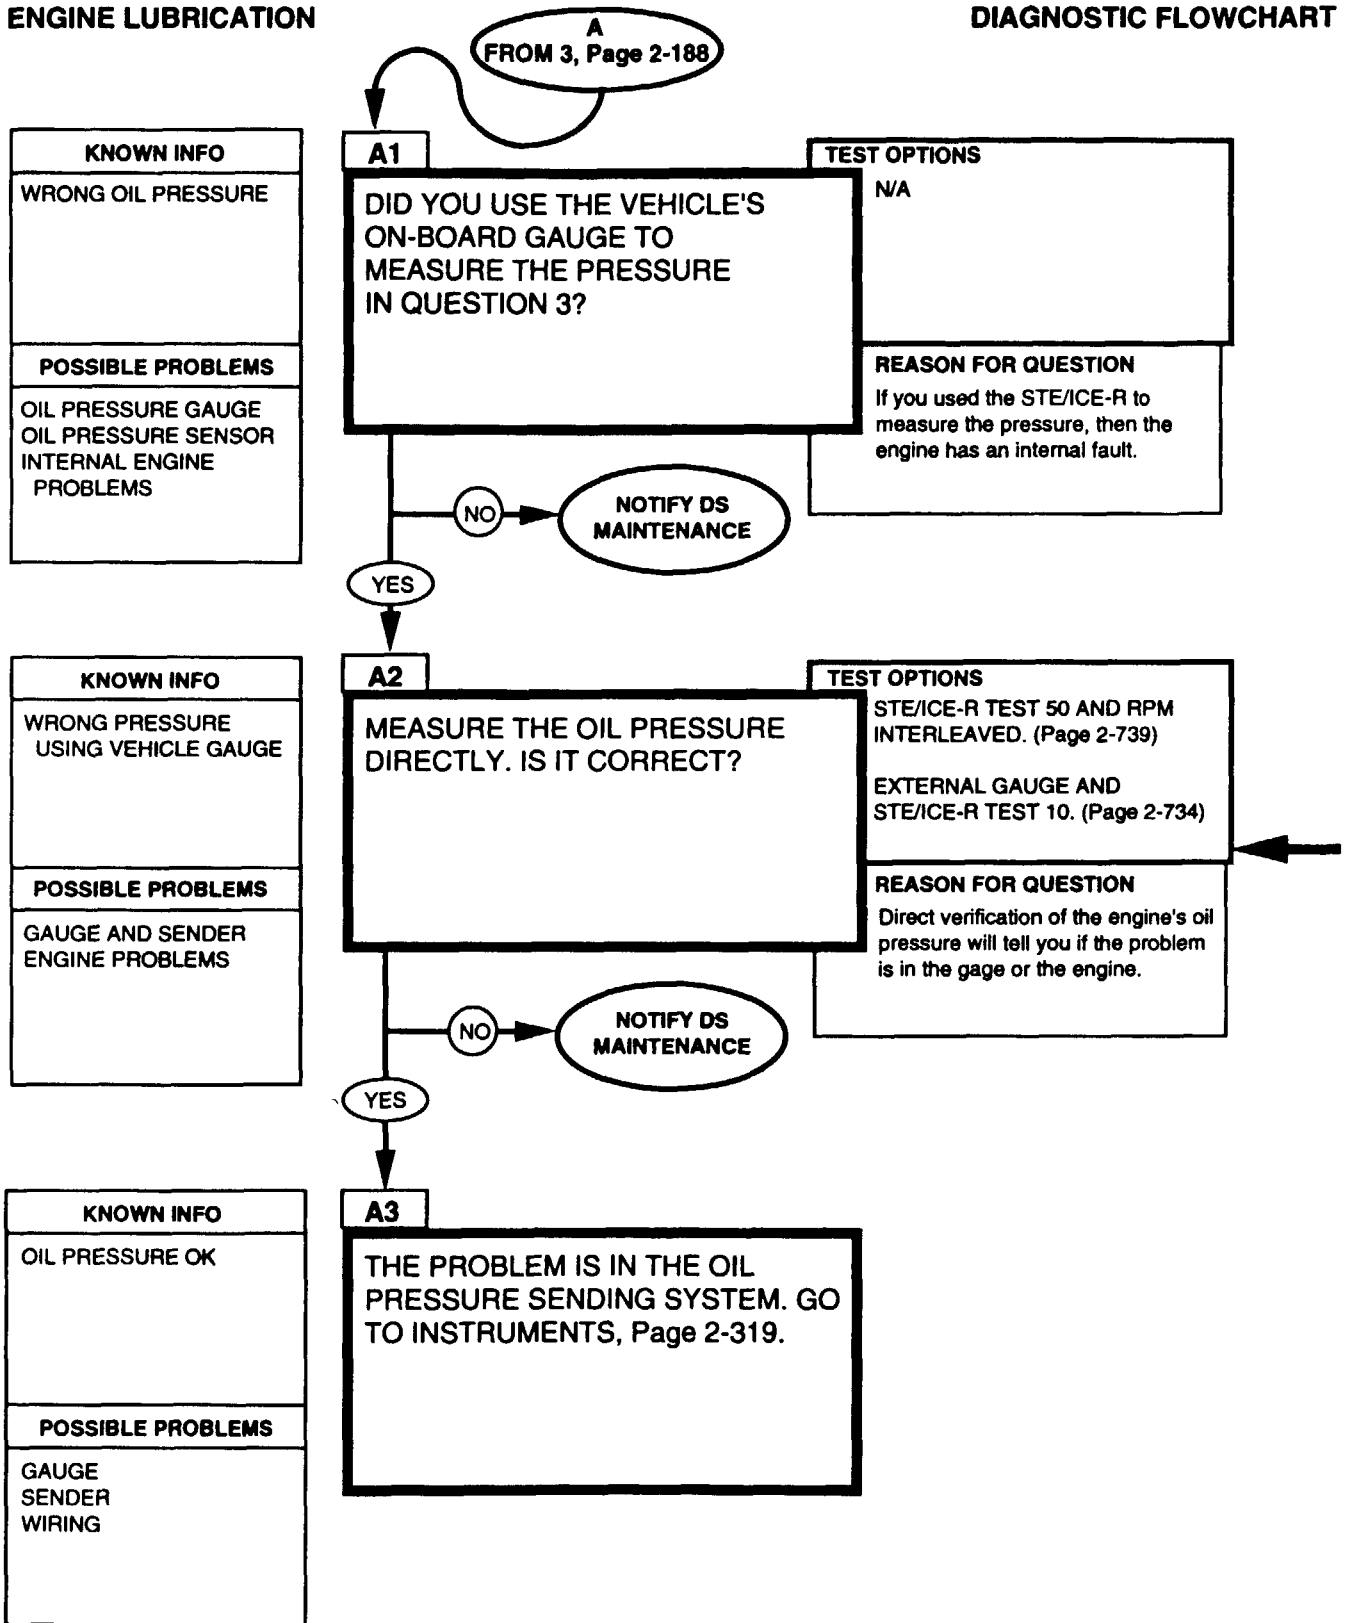 ENGINE LUBRICATION
DIAGNOSTIC FLOWCHART
A
FROM 3, Page 2-188
KNOWN INFO
WRONG OIL PRESSURE
POSSIBLE PROBLEMS
OIL PRESSURE GAUGE
OIL PRESSURE SENSOR
INTERNAL ENGINE
PROBLEMS
A1
DID YOU USE THE VEHICLE'S
ON-BOARD GAUGE TO
MEASURE THE PRESSURE
IN QUESTION 3?
TEST OPTIONS
N/A
REASON FOR QUESTION
If you used the STE/ICE-R to
measure the pressure, then the
engine has an internal fault.
NO
NOTIFY DS
MAINTENANCE
YES
KNOWN INFO
WRONG PRESSURE
USING VEHICLE GAUGE
POSSIBLE PROBLEMS
GAUGE AND SENDER
ENGINE PROBLEMS
A2
MEASURE THE OIL PRESSURE
DIRECTLY. IS IT CORRECT?
TEST OPTIONS
STE/ICE-R TEST 50 AND RPM
INTERLEAVED. (Page 2-739)
EXTERNAL GAUGE AND
STE/ICE-R TEST 10. (Page 2-734)
REASON FOR QUESTION
Direct verification of the engine's oil
pressure will tell you if the problem
is in the gage or the engine.
NO
NOTIFY DS
MAINTENANCE
YES
KNOWN INFO
OIL PRESSURE OK
POSSIBLE PROBLEMS
GAUGE
SENDER
WIRING
A3
THE PROBLEM IS IN THE OIL
PRESSURE SENDING SYSTEM. GO
TO INSTRUMENTS, Page 2-319.